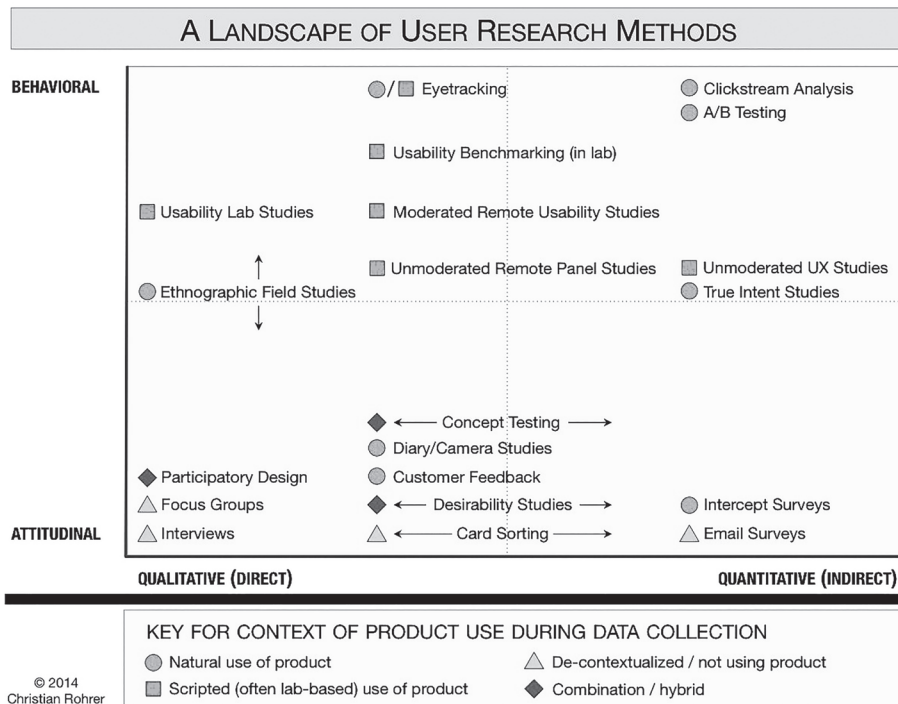 A LANDSCAPE OF USER RESEARCH METHODS
BEHAVIORAL
/ Eyetracking
Clickstream Analysis
A/B Testing
Usability Benchmarking (in lab)
Usability Lab Studies
Moderated Remote Usability Studies
Unmoderated Remote Panel Studies
Unmoderated UX Studies
Ethnographic Field Studies
True Intent Studies
Concept Testing
Diary/Camera Studies
Participatory Design
Customer Feedback
Focus Groups
Desirability Studies
Intercept Surveys
ATTITUDINAL
Interviews
Card Sorting
Email Surveys
QUALITATIVE (DIRECT)
QUANTITATIVE (INDIRECT)
KEY FOR CONTEXT OF PRODUCT USE DURING DATA COLLECTION
Natural use of product
De-contextualized / not using product
Scripted (often lab-based) use of product
Combination / hybrid
© 2014
Christian Rohrer